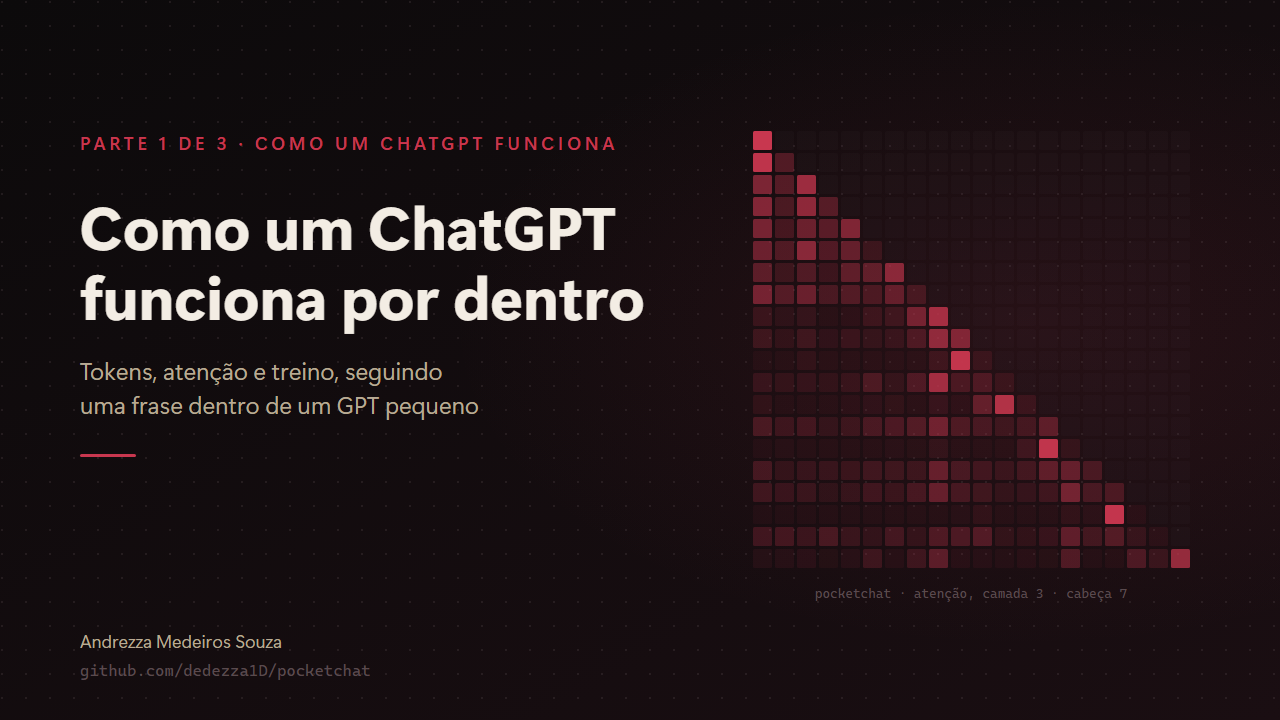 PARTE 1 DE 3 · COMO UM CHATGPT FUNCIONA
Como um ChatGPT
funciona por dentro
Tokens, atenção e treino, seguindo
uma frase dentro de um GPT pequeno
pocketchat · atenção, camada 3 · cabeça 7
Andrezza Medeiros Souza
github.com/dedezza1D/pocketchat